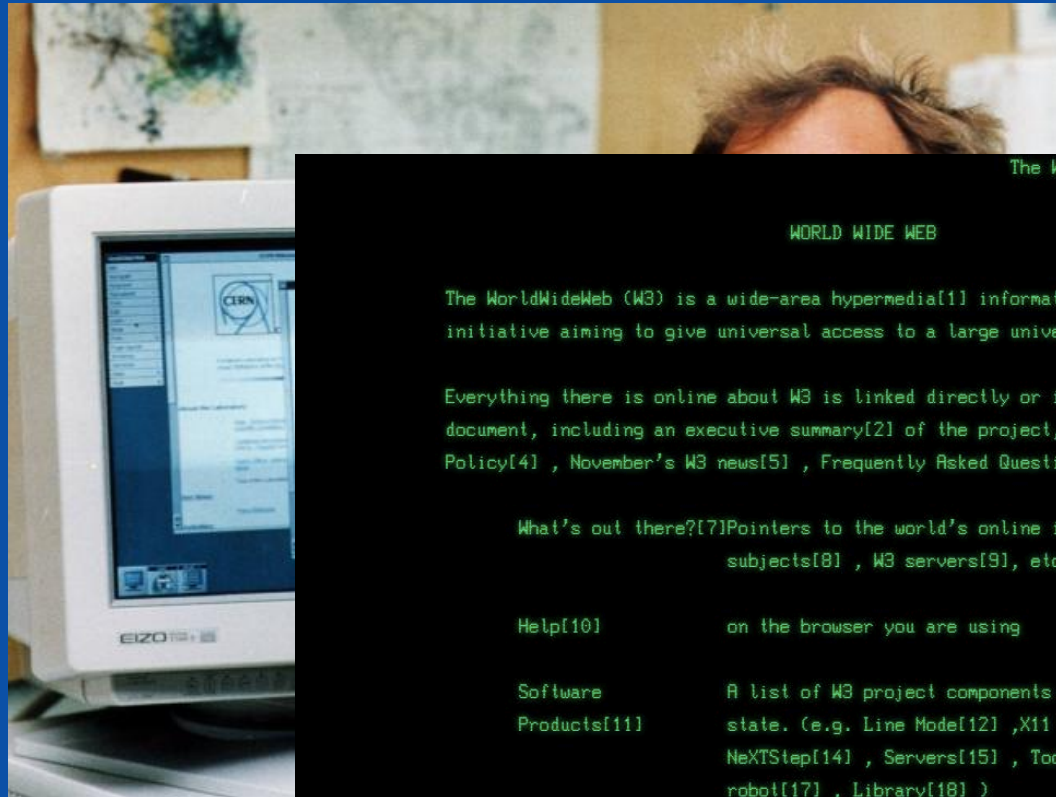 CERN
The
WORLD WIDE WEB
The WorldWideWeb (W3) is a wide-area hypermedia[1] informat
initiative aiming to give universal access to a large unive
Everything there is online about W3 is linked directly or i
document, including an executive summary[2] of the project,
Policy[4] , November's W3 news[5] , Frequently Asked Questi
What's out there?[7]Pointers to the world's online i
subjects[8] , W3 servers[9], etc
Help[10] on the browser you are using
Software A list of W3 project components
Products[11] state. (e.g. Line Mode[12] ,X11
NeXTStep[14] , Servers[15] , Too
robot[17] , Library[18] )
EIZO